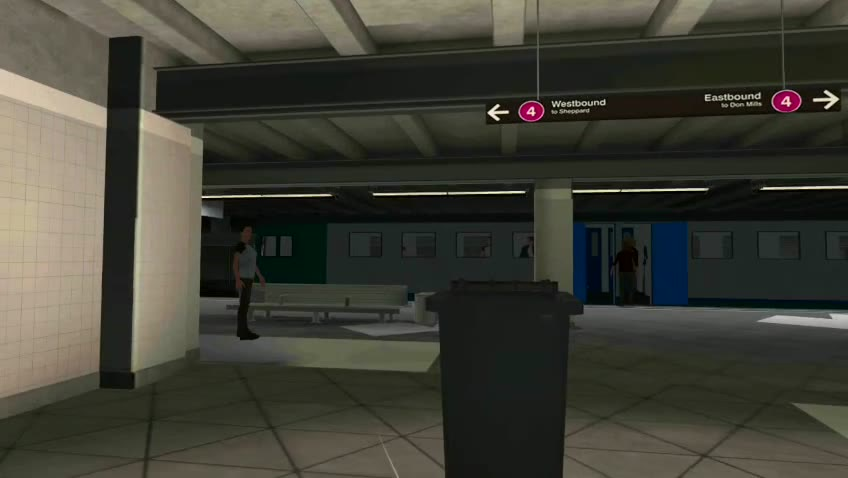 4 Westbound
to Sheppard
Eastbound 4
to Don Mills